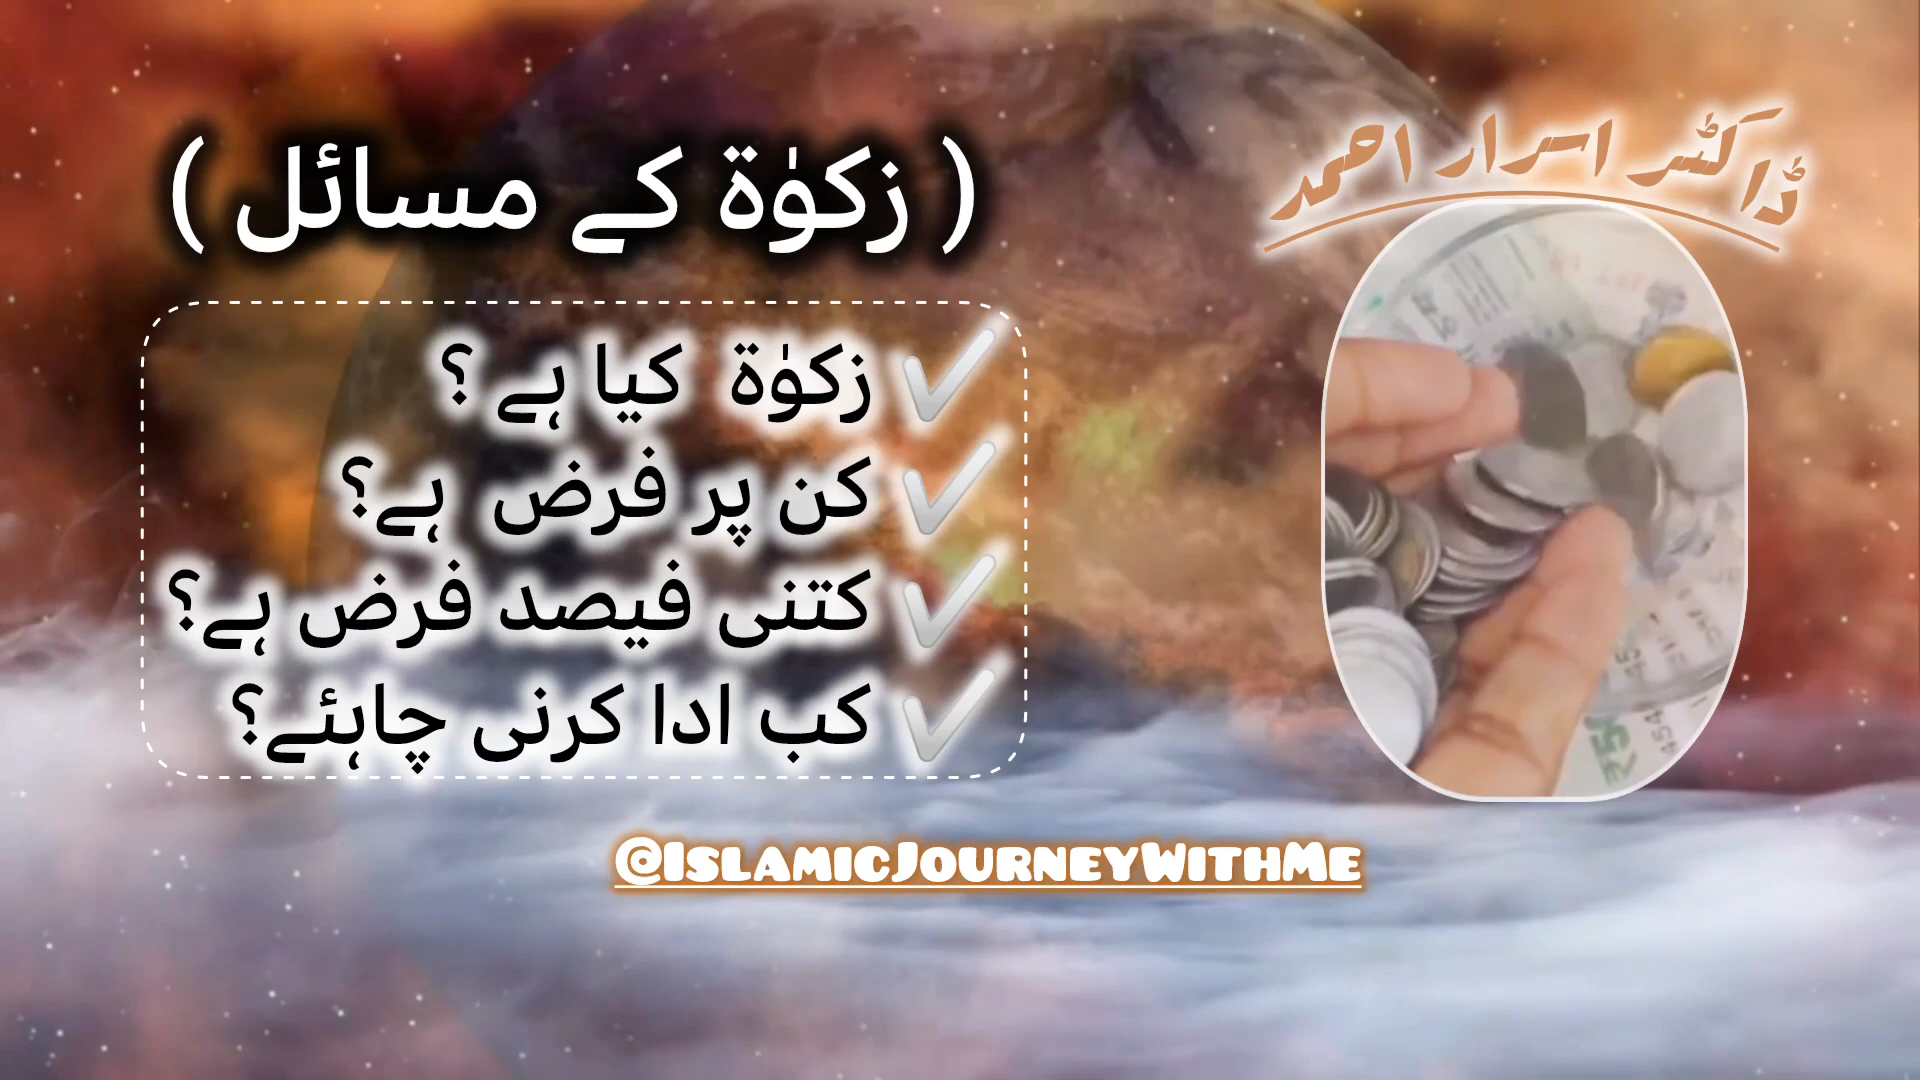 ( زکوٰۃ کے مسائل )
ڈاکٹر اسرار احمد
✔ زکوٰۃ کیا ہے ؟
✔ کن پر فرض ہے؟
✔ کتنی فیصد فرض ہے؟
✔ کب ادا کرنی چاہئے؟
@IslamicJourneyWithMe